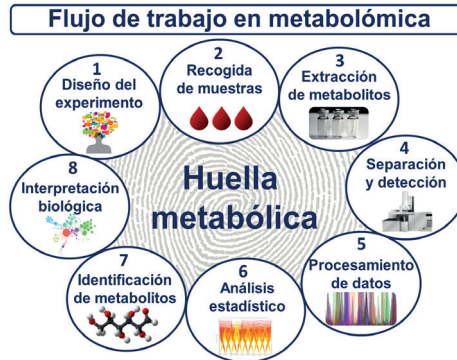 Flujo de trabajo en metabolómica
1
Diseño del
experimento
2
Recogida
de muestras
3
Extracción
de metabolitos
4
Separación
y detección
5
Procesamiento
de datos
6
Análisis
estadístico
7
Identificación
de metabolitos
8
Interpretación
biológica
Huella
metabólica